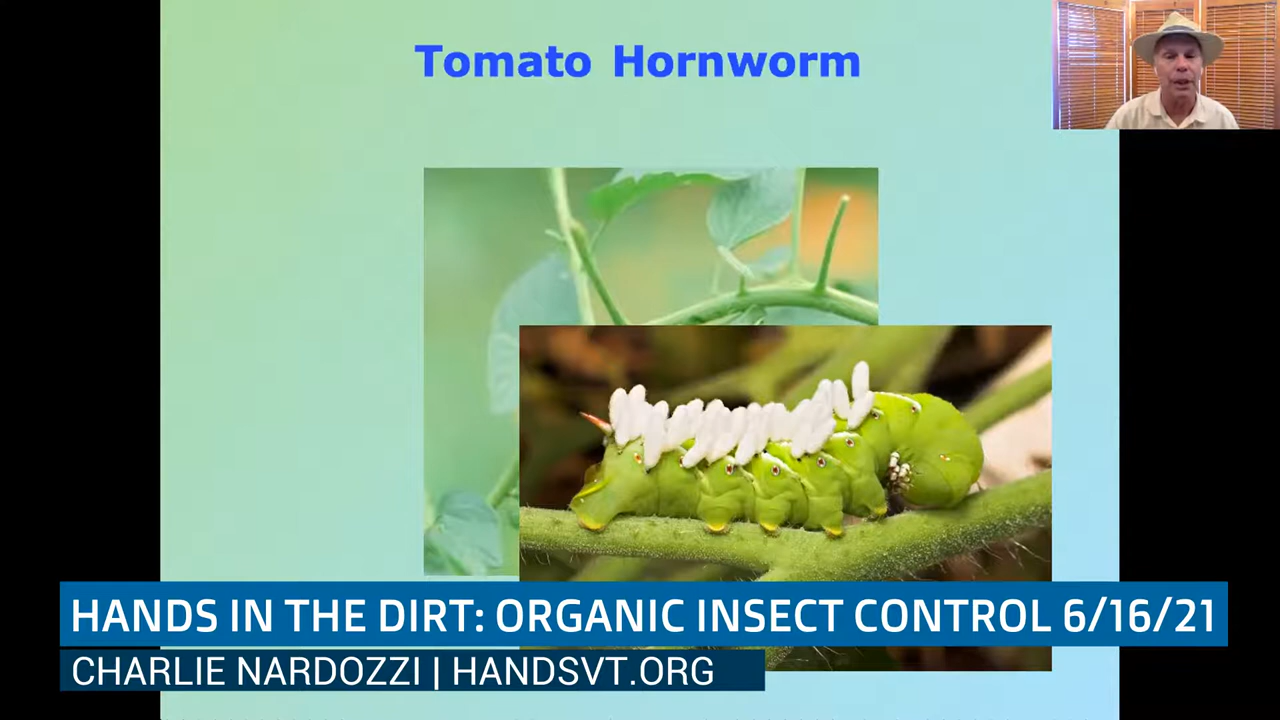 Tomato Hornworm
HANDS IN THE DIRT: ORGANIC INSECT CONTROL 6/16/21
CHARLIE NARDOZZI | HANDSVT.ORG